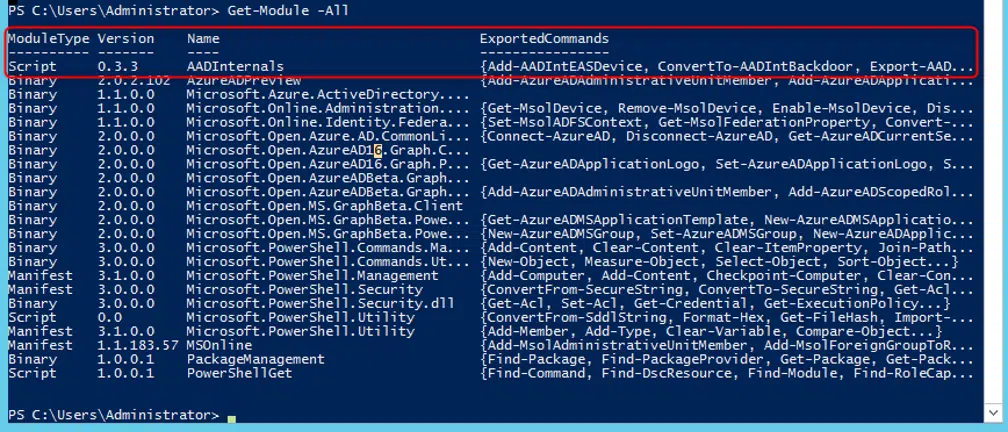 PS C:\Users\Administrator> Get-Module -All
ModuleType Version Name ExportedCommands
---------- ------- ---- ----------------
Script 0.3.3 AADInternals {Add-AADIntEASDevice, ConvertTo-AADIntBackdoor, Export-AAD...
Binary 2.0.2.102 AzureADPreview {Add-AzureADAdministrativeUnitMember, Add-AzureADApplicati...
Binary 1.1.0.0 Microsoft.Azure.ActiveDirectory....
Binary 1.1.0.0 Microsoft.Online.Administration.... {Get-MsolDevice, Remove-MsolDevice, Enable-MsolDevice, Dis...
Binary 1.1.0.0 Microsoft.Online.Identity.Federa... {Set-MsolADFSContext, Get-MsolFederationProperty, Convert-...
Binary 2.0.0.0 Microsoft.Open.Azure.AD.CommonLi... {Connect-AzureAD, Disconnect-AzureAD, Get-AzureADCurrentSe...
Binary 2.0.0.0 Microsoft.Open.AzureAD16.Graph.C...
Binary 2.0.0.0 Microsoft.Open.AzureAD16.Graph.P... {Get-AzureADApplicationLogo, Set-AzureADApplicationLogo, S...
Binary 2.0.0.0 Microsoft.Open.AzureADBeta.Graph...
Binary 2.0.0.0 Microsoft.Open.AzureADBeta.Graph... {Add-AzureADAdministrativeUnitMember, Add-AzureADScopedRol...
Binary 2.0.0.0 Microsoft.Open.MS.GraphBeta.Client
Binary 2.0.0.0 Microsoft.Open.MS.GraphBeta.Powe... {Get-AzureADMSApplicationTemplate, New-AzureADMSApplicatio...
Binary 2.0.0.0 Microsoft.Open.MS.GraphBeta.Powe... {New-AzureADMSGroup, Set-AzureADMSGroup, New-AzureADApplic...
Binary 3.0.0.0 Microsoft.PowerShell.Commands.Ma... {Add-Content, Clear-Content, Clear-ItemProperty, Join-Path...
Binary 3.0.0.0 Microsoft.PowerShell.Commands.Ut... {New-Object, Measure-Object, Select-Object, Sort-Object...}
Manifest 3.1.0.0 Microsoft.PowerShell.Management {Add-Computer, Add-Content, Checkpoint-Computer, Clear-Con...
Manifest 3.0.0.0 Microsoft.PowerShell.Security {ConvertFrom-SecureString, ConvertTo-SecureString, Get-Acl...
Binary 3.0.0.0 Microsoft.PowerShell.Security.dll {Get-Acl, Set-Acl, Get-Credential, Get-ExecutionPolicy...}
Script 0.0 Microsoft.PowerShell.Utility {ConvertFrom-SddlString, Format-Hex, Get-FileHash, Import-...
Manifest 3.1.0.0 Microsoft.PowerShell.Utility {Add-Member, Add-Type, Clear-Variable, Compare-Object...}
Manifest 1.1.183.57 MSOnline {Add-MsolAdministrativeUnitMember, Add-MsolForeignGroupToR...
Binary 1.0.0.1 PackageManagement {Find-Package, Find-PackageProvider, Get-Package, Get-Pack...
Script 1.0.0.1 PowerShellGet {Find-Command, Find-DscResource, Find-Module, Find-RoleCap...
PS C:\Users\Administrator>